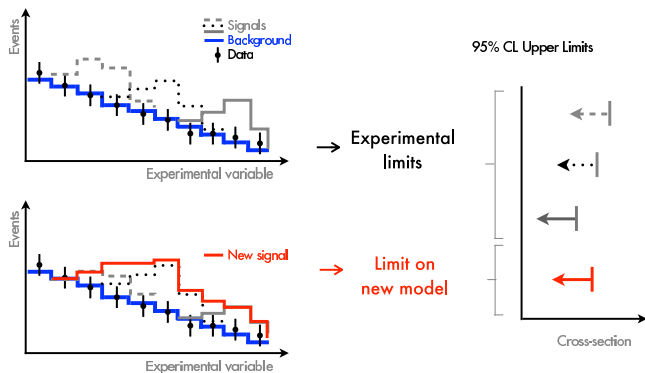 Events
Signals
Background
Data
Experimental variable
Experimental
limits
95% CL Upper Limits
Events
New signal
Experimental variable
Limit on
new model
Cross-section